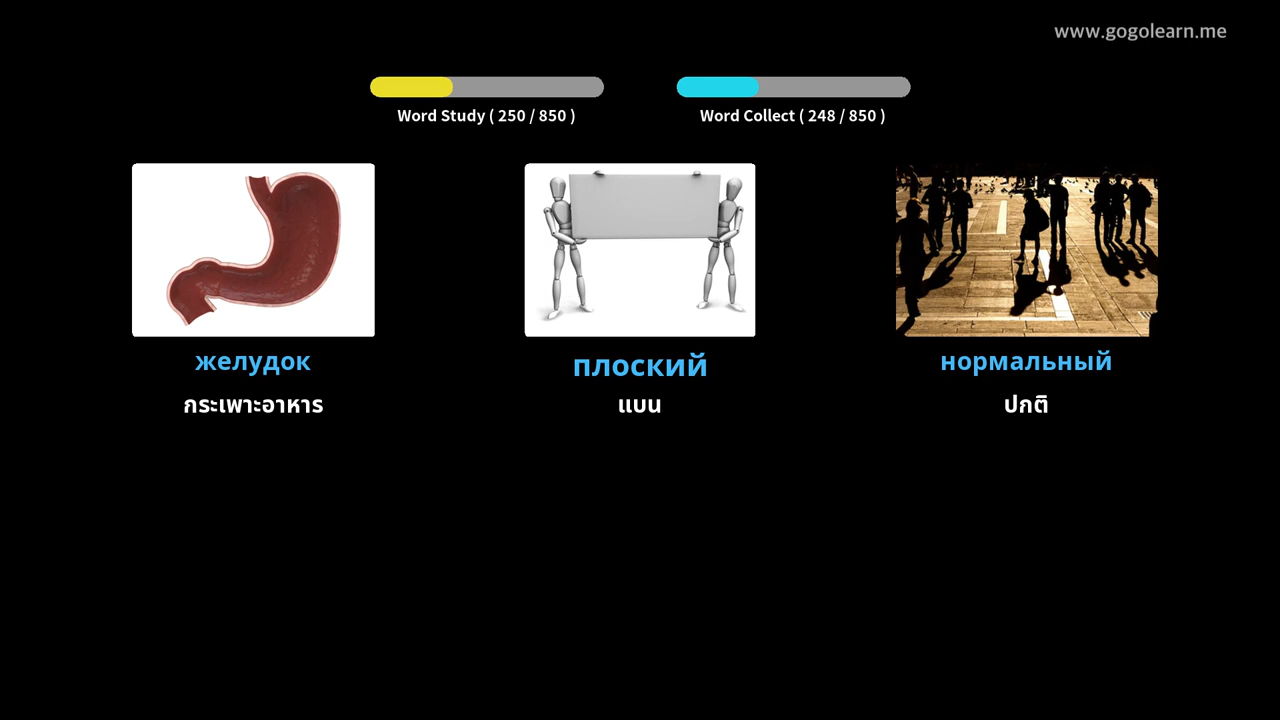 www.gogolearn.me
Word Study ( 250 / 850 )
Word Collect ( 248 / 850 )
желудок
плоский
нормальный
กระเพาะอาหาร
แบน
ปกติ